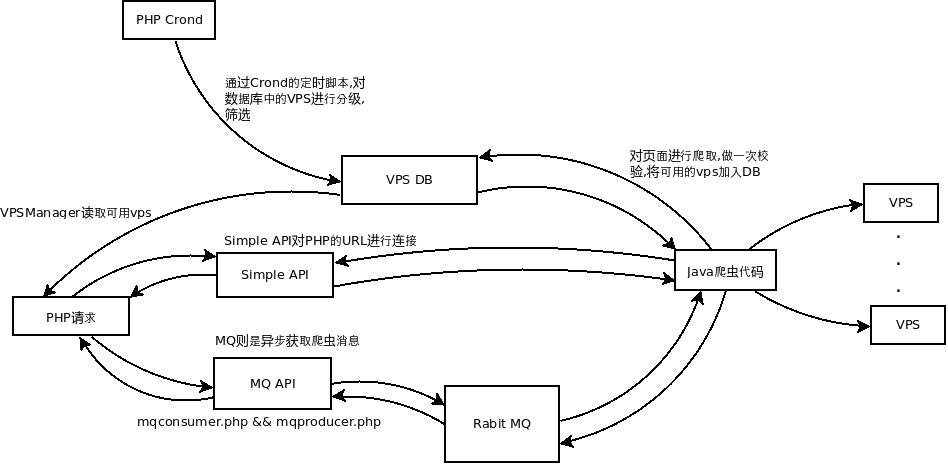 PHP Crond
通过Crond的定时脚本,对
数据库中的VPS进行分级,
筛选
对页面进行爬取,做一次校
验,将可用的vps加入DB
VPS DB
VPSManager读取可用vps
VPS
Simple API对PHP的URL进行连接
.
.
.
Simple API
Java爬虫代码
PHP请求
VPS
MQ则是异步获取爬虫消息
MQ API
mqconsumer.php && mqproducer.php
Rabit MQ